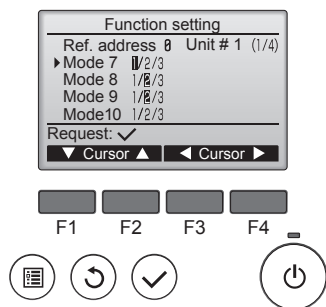 Function setting
Ref. address 0 Unit # 1 (1/4)
Mode 7 1/2/3
Mode 8 1/2/3
Mode 9 1/2/3
Mode10 1/2/3
Request: ✓
▼ Cursor ▲ ◀ Cursor ▶
F1 F2 F3 F4